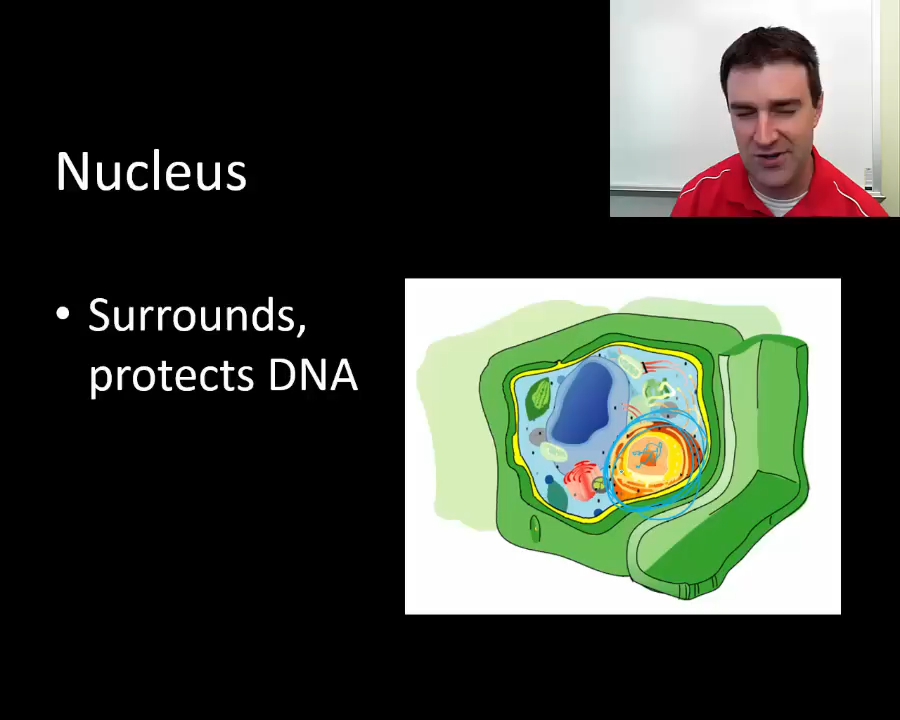 Nucleus
• Surrounds,
protects DNA